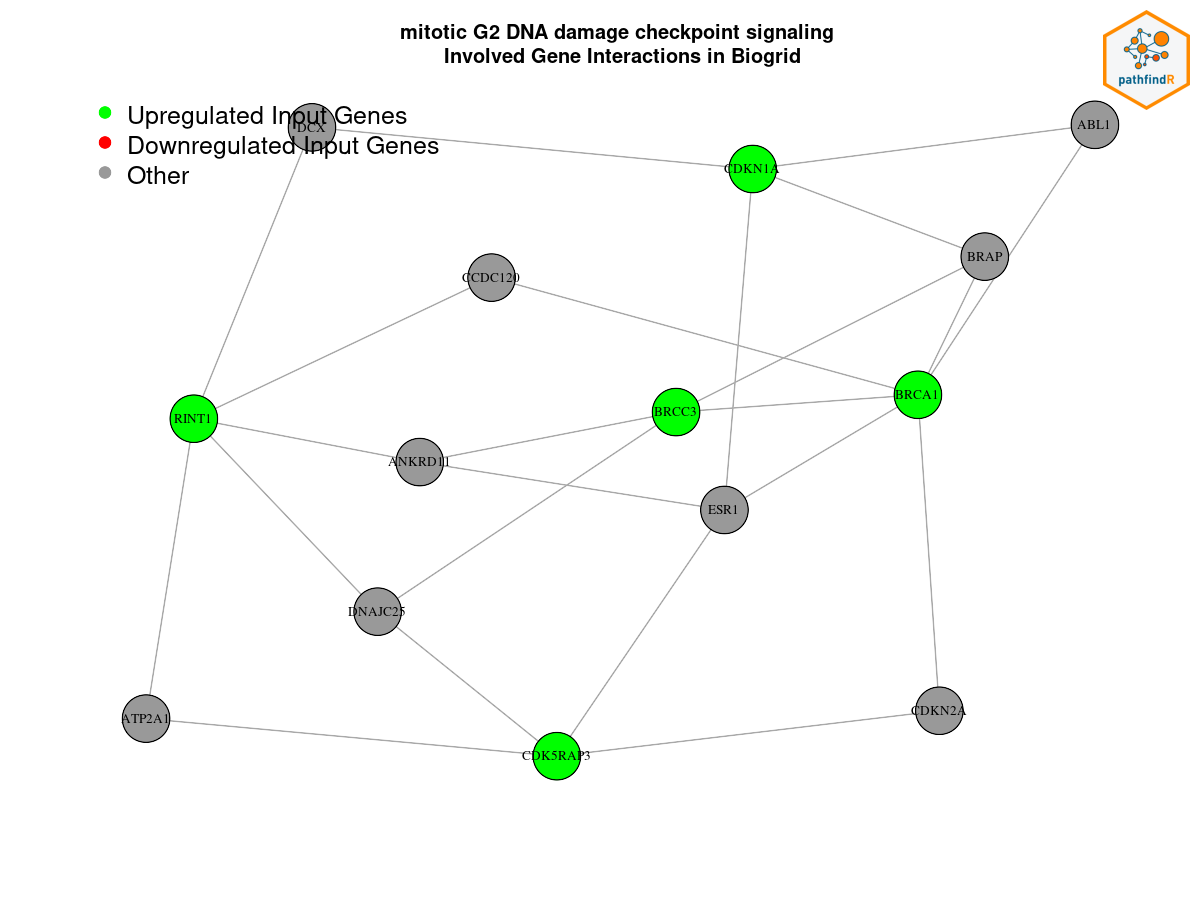 mitotic G2 DNA damage checkpoint signaling
Involved Gene Interactions in Biogrid
pathfindR
Upregulated Input Genes
Downregulated Input Genes
Other
DCX
ABL1
CDKN1A
BRAP
CCDC120
BRCA1
BRCC3
RINT1
ANKRD11
ESR1
DNAJC25
CDKN2A
ATP2A1
CDK5RAP3